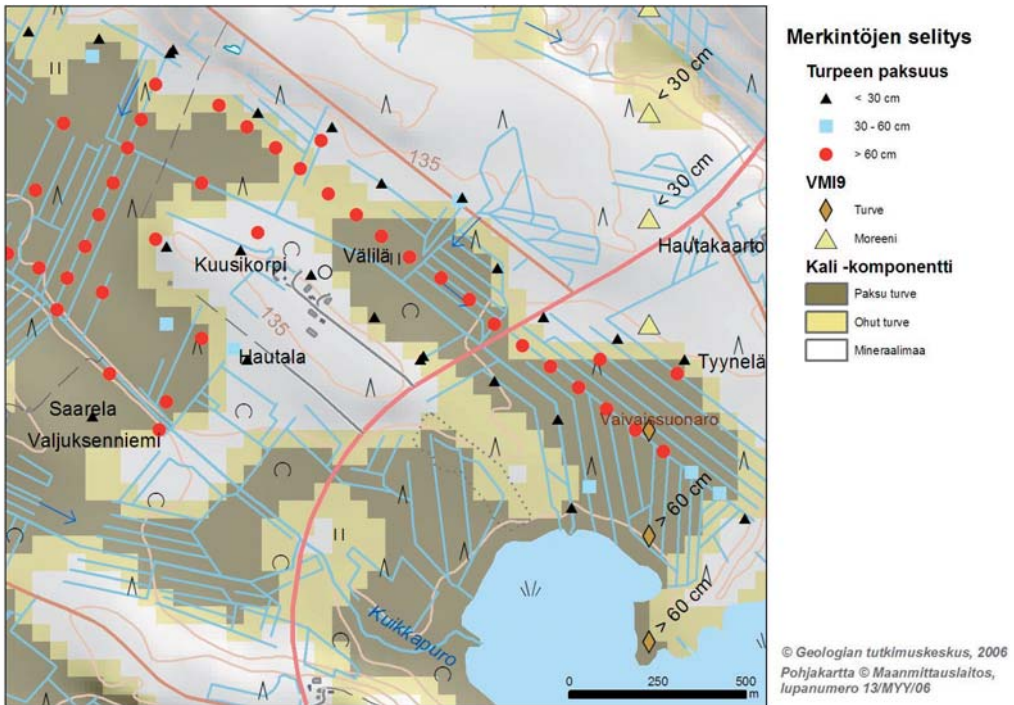 < 30 cm
135
< 30 cm
Hautakaarto
Välilä
Kuusikorpi
135
Hautala
Tyynelä
Saarela
Vaivaissuonaro
Valjuksenniemi
> 60 cm
> 60 cm
Kuikkapuro
0 250 500
m
Merkintöjen selitys
Turpeen paksuus
< 30 cm
30 - 60 cm
> 60 cm
VMI9
Turve
Moreeni
Kali -komponentti
Paksu turve
Ohut turve
Mineraalimaa
© Geologian tutkimuskeskus, 2006
Pohjakartta © Maanmittauslaitos,
lupanumero 13/MYY/06